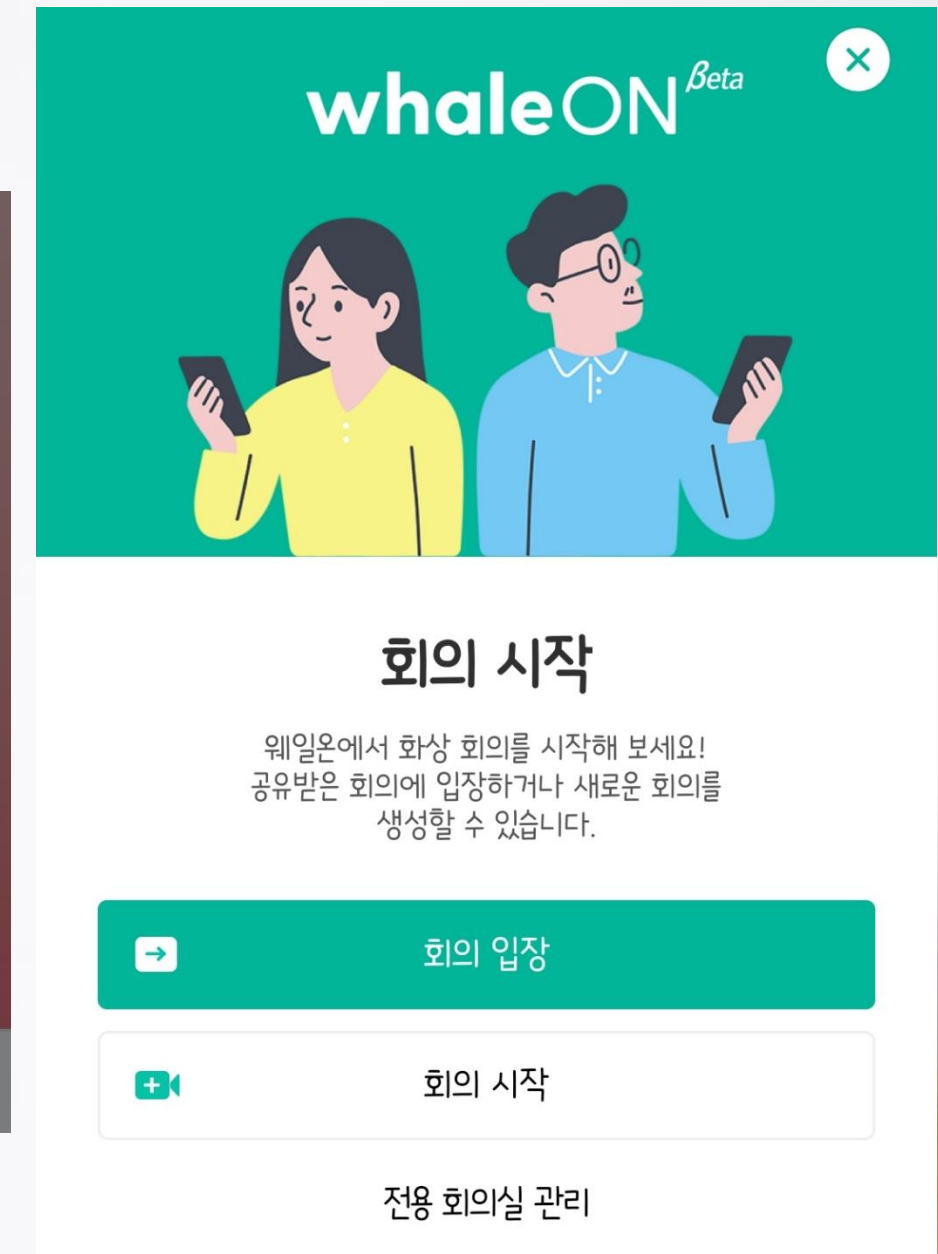 whaleON βeta
회의 시작
웨일온에서 화상 회의를 시작해 보세요!
공유받은 회의에 입장하거나 새로운 회의를
생성할 수 있습니다.
회의 입장
회의 시작
전용 회의실 관리